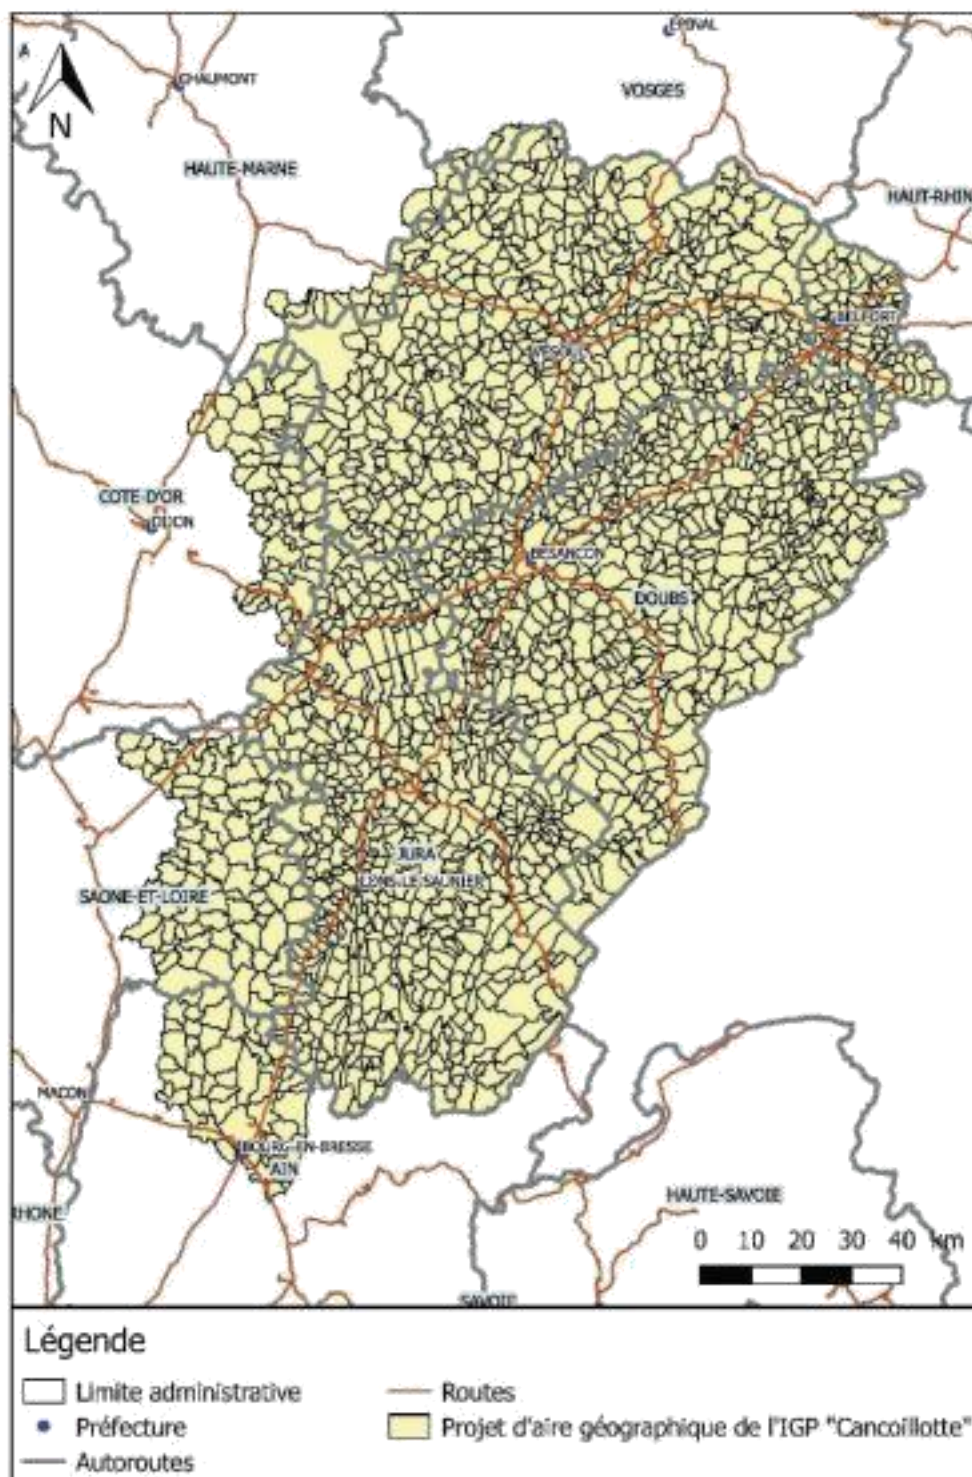 EPINAL
A
CHAUMONT
VOSGES
N
HAUTE-MARNE
HAUT-RHIN
BELFORT
VESOUL
COTE-D'OR
DIJON
BESANCON
DOUBS
JURA
LONS-LE-SAUNIER
SAONE-ET-LOIRE
MACON
BOURG-EN-BRESSE
AIN
HAUTE-SAVOIE
RHONE
0 10 20 30 40 km
SAVOIE
Légende
Limite administrative
Routes
Préfecture
Projet d'aire géographique de l'IGP "Cancoillotte"
Autoroutes